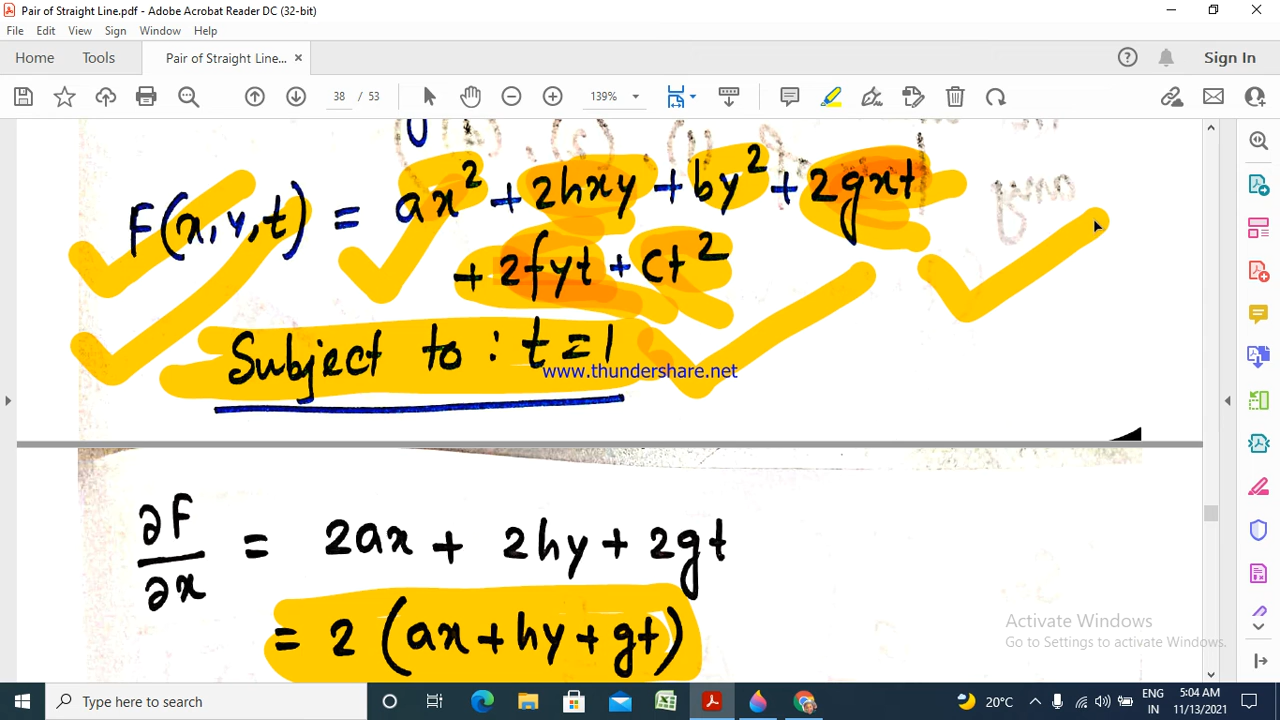 Pair of Straight Line.pdf - Adobe Acrobat Reader DC (32-bit)
File Edit View Sign Window Help
Home Tools Pair of Straight Line... × Sign In
38 / 53 139%
F(x,y,t) = ax² + 2hxy + by² + 2gxt
+ 2fyt + ct²
Subject to : t = 1
www.thundershare.net
∂F/∂x = 2ax + 2hy + 2gt
= 2 (ax + hy + gt)
Activate Windows
Go to Settings to activate Windows.
Type here to search
20°C
ENG 5:04 AM
IN 11/13/2021